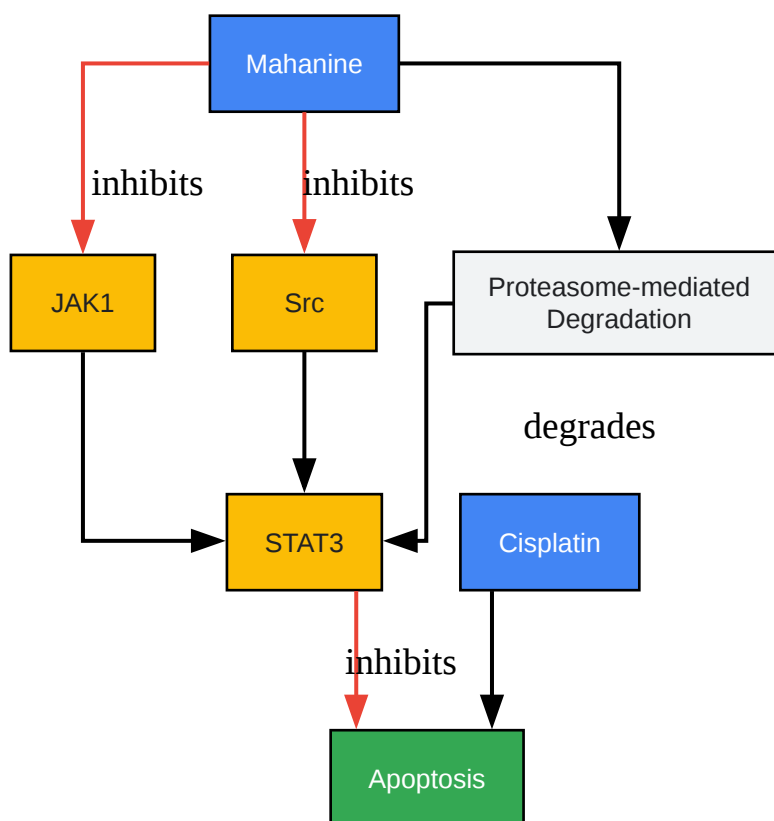 Mahanine
inhibits
inhibits
JAK1
Src
Proteasome-mediated
Degradation
degrades
STAT3
Cisplatin
inhibits
Apoptosis